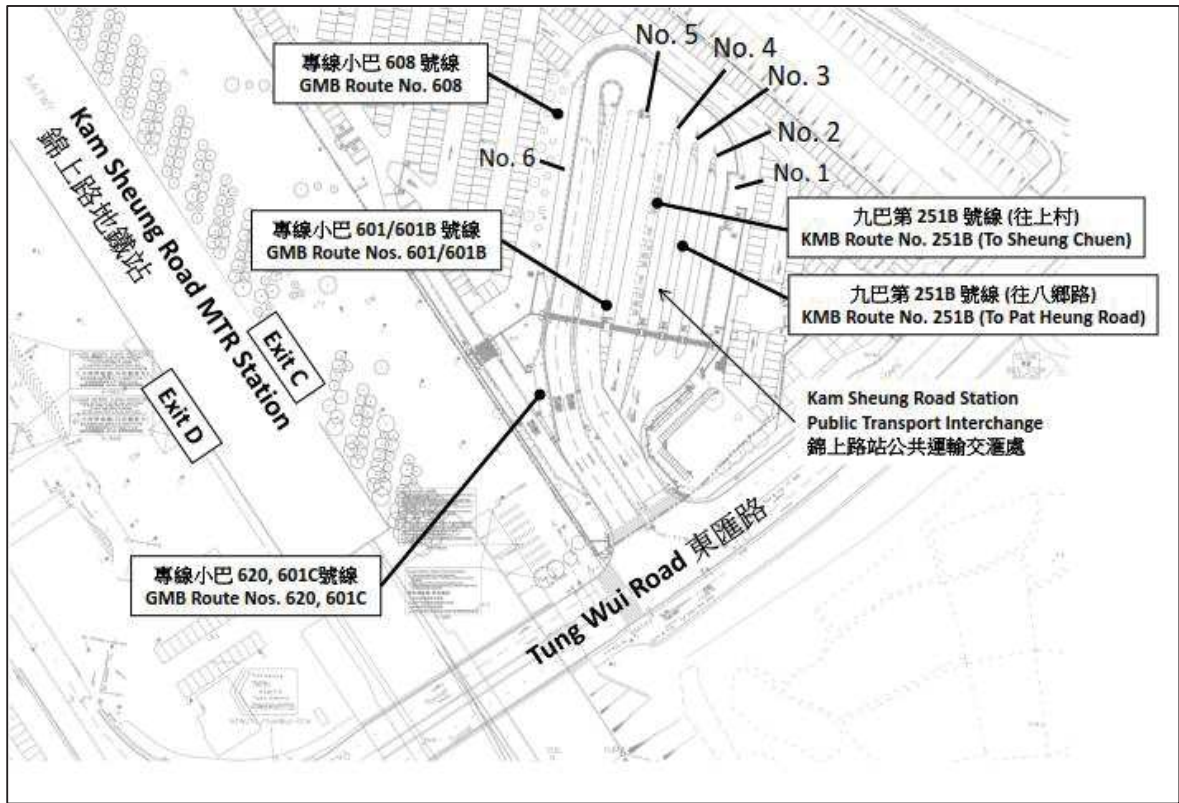 專線小巴 608 號線
GMB Route No. 608
No. 5
No. 4
No. 3
No. 2
No. 1
No. 6
Kam Sheung Road MTR Station
錦上路地鐵站
專線小巴 601/601B 號線
GMB Route Nos. 601/601B
九巴第 251B 號線 (往上村)
KMB Route No. 251B (To Sheung Chuen)
九巴第 251B 號線 (往八鄉路)
KMB Route No. 251B (To Pat Heung Road)
Exit C
Exit D
Kam Sheung Road Station
Public Transport Interchange
錦上路站公共運輸交滙處
專線小巴 620, 601C號線
GMB Route Nos. 620, 601C
Tung Wui Road 東匯路